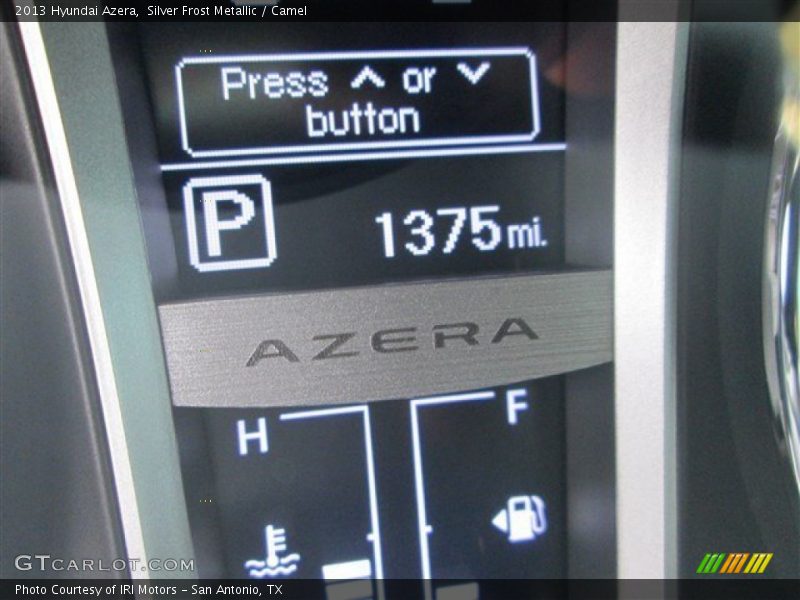 2013 Hyundai Azera, Silver Frost Metallic / Camel
Press ∧ or ∨
button
P
1375 mi.
AZERA
H
F
GTCARLOT.COM
Photo Courtesy of IRI Motors – San Antonio, TX